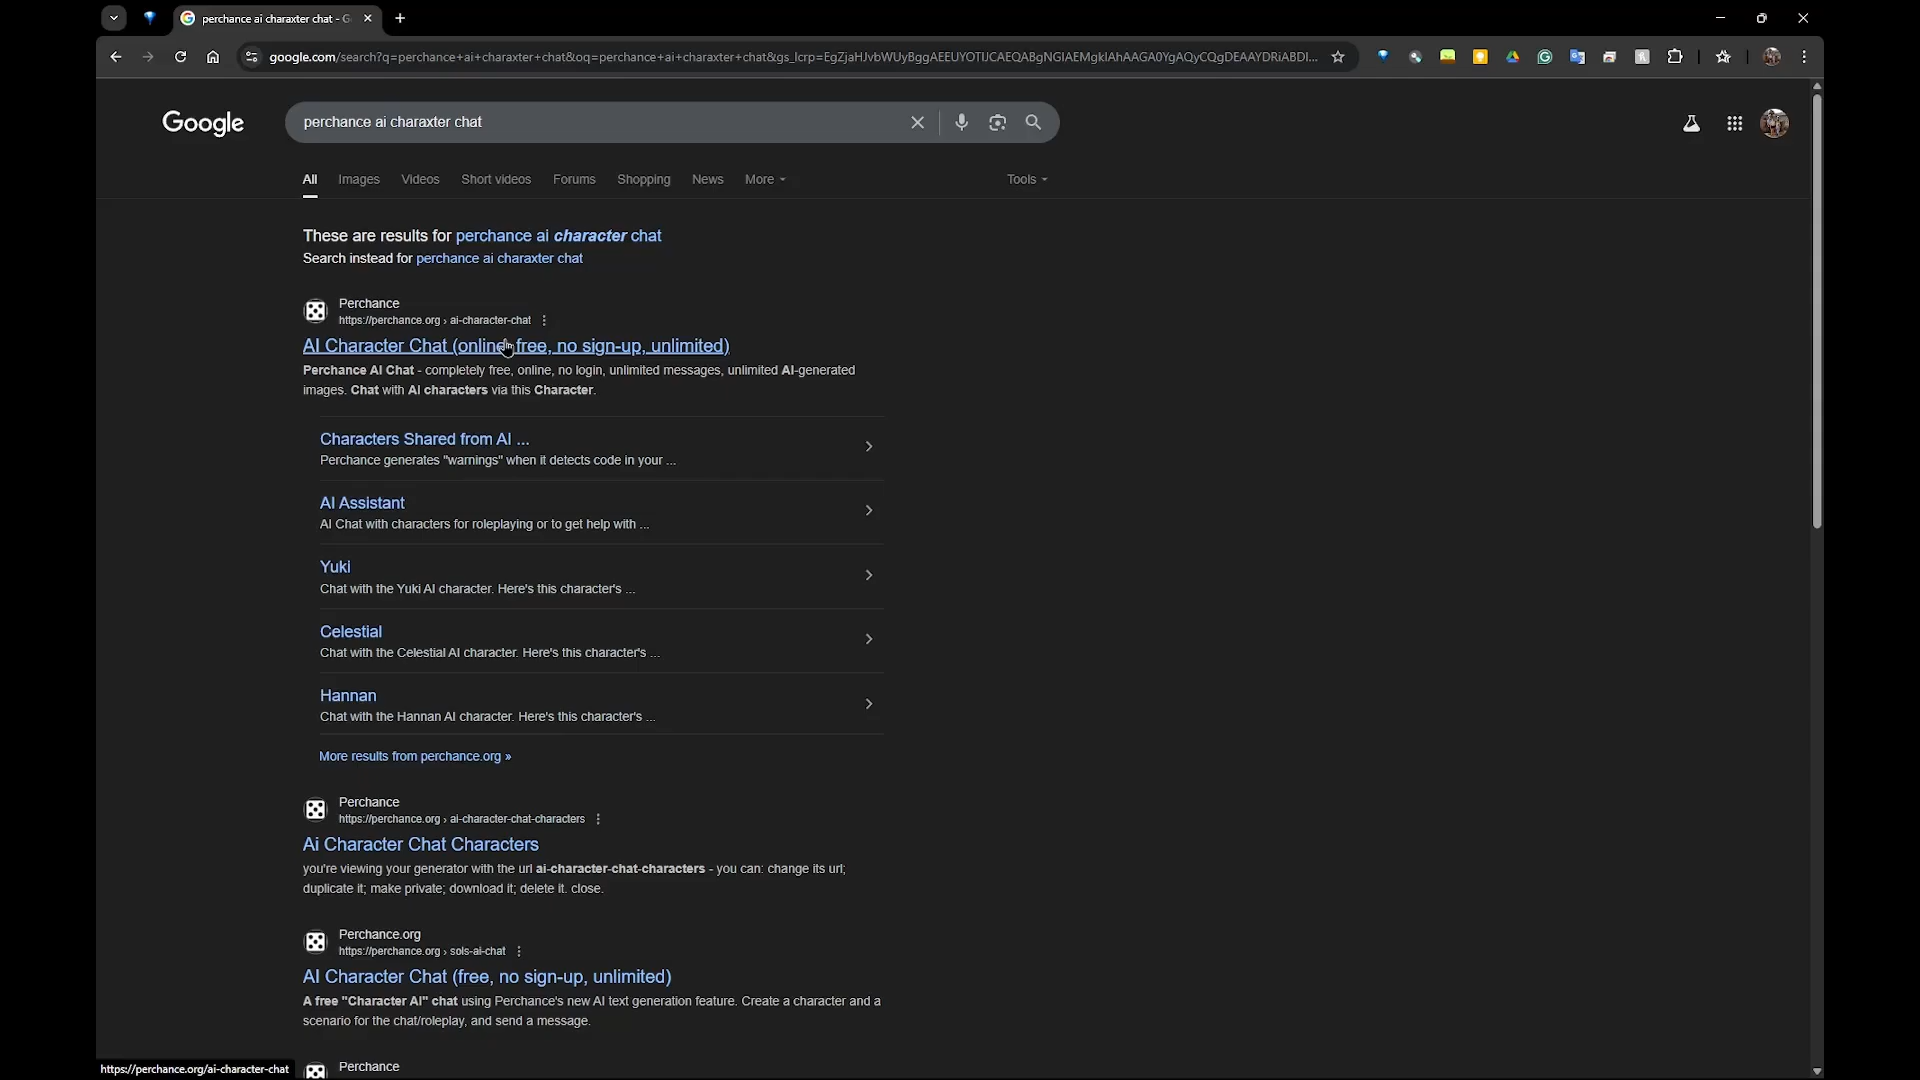 perchance ai charaxter chat - G
google.com/search?q=perchance+ai+charaxter+chat&oq=perchance+ai+charaxter+chat&gs_lcrp=
Google
perchance ai charaxter chat
All
Images
Videos
Short videos
Forums
Shopping
News
More
Tools
These are results for perchance ai character chat
Search instead for perchance ai charaxter chat
Perchance
https://perchance.org › ai-character-chat
AI Character Chat (online, free, no sign-up, unlimited)
Perchance AI Chat - completely free, online, no login, unlimited messages, unlimited AI-generated
images. Chat with AI characters via this Character.
Characters Shared from AI ...
Perchance generates "warnings" when it detects code in your ...
AI Assistant
AI Chat with characters for roleplaying or to get help with ...
Yuki
Chat with the Yuki AI character. Here's this character's ...
Celestial
Chat with the Celestial AI character. Here's this character's ...
Hannan
Chat with the Hannan AI character. Here's this character's ...
More results from perchance.org »
Perchance
https://perchance.org › ai-character-chat-characters
Ai Character Chat Characters
you're viewing your generator with the url ai-character-chat-characters - you can: change its url;
duplicate it; make private; download it; delete it. close.
Perchance.org
https://perchance.org › sols-ai-chat
AI Character Chat (free, no sign-up, unlimited)
A free "Character AI" chat using Perchance's new AI text generation feature. Create a character and a
scenario for the chat/roleplay, and send a message.
Perchance
https://perchance.org/ai-character-chat